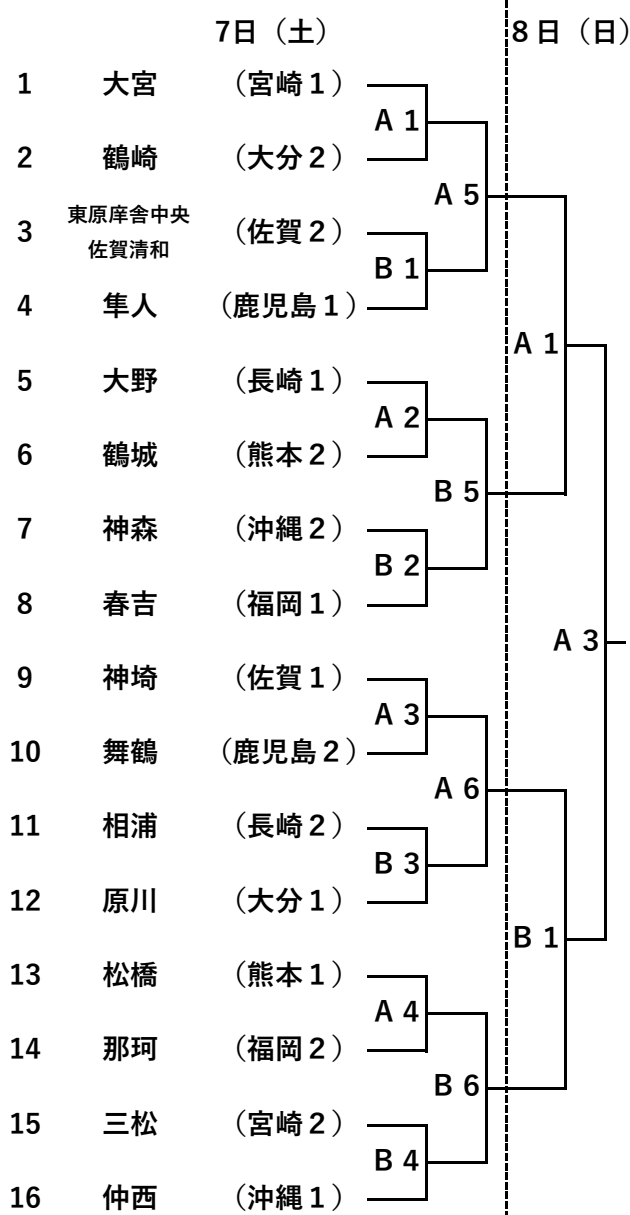 7日（土） 8日（日）
1 大宮 （宮崎1）
A 1
2 鶴崎 （大分2）
A 5
東原庠舎中央
3 （佐賀2）
佐賀清和
B 1
4 隼人 （鹿児島1）
A 1
5 大野 （長崎1）
A 2
6 鶴城 （熊本2）
B 5
7 神森 （沖縄2）
B 2
8 春吉 （福岡1）
A 3
9 神埼 （佐賀1）
A 3
10 舞鶴 （鹿児島2）
A 6
11 相浦 （長崎2）
B 3
12 原川 （大分1）
B 1
13 松橋 （熊本1）
A 4
14 那珂 （福岡2）
B 6
15 三松 （宮崎2）
B 4
16 仲西 （沖縄1）